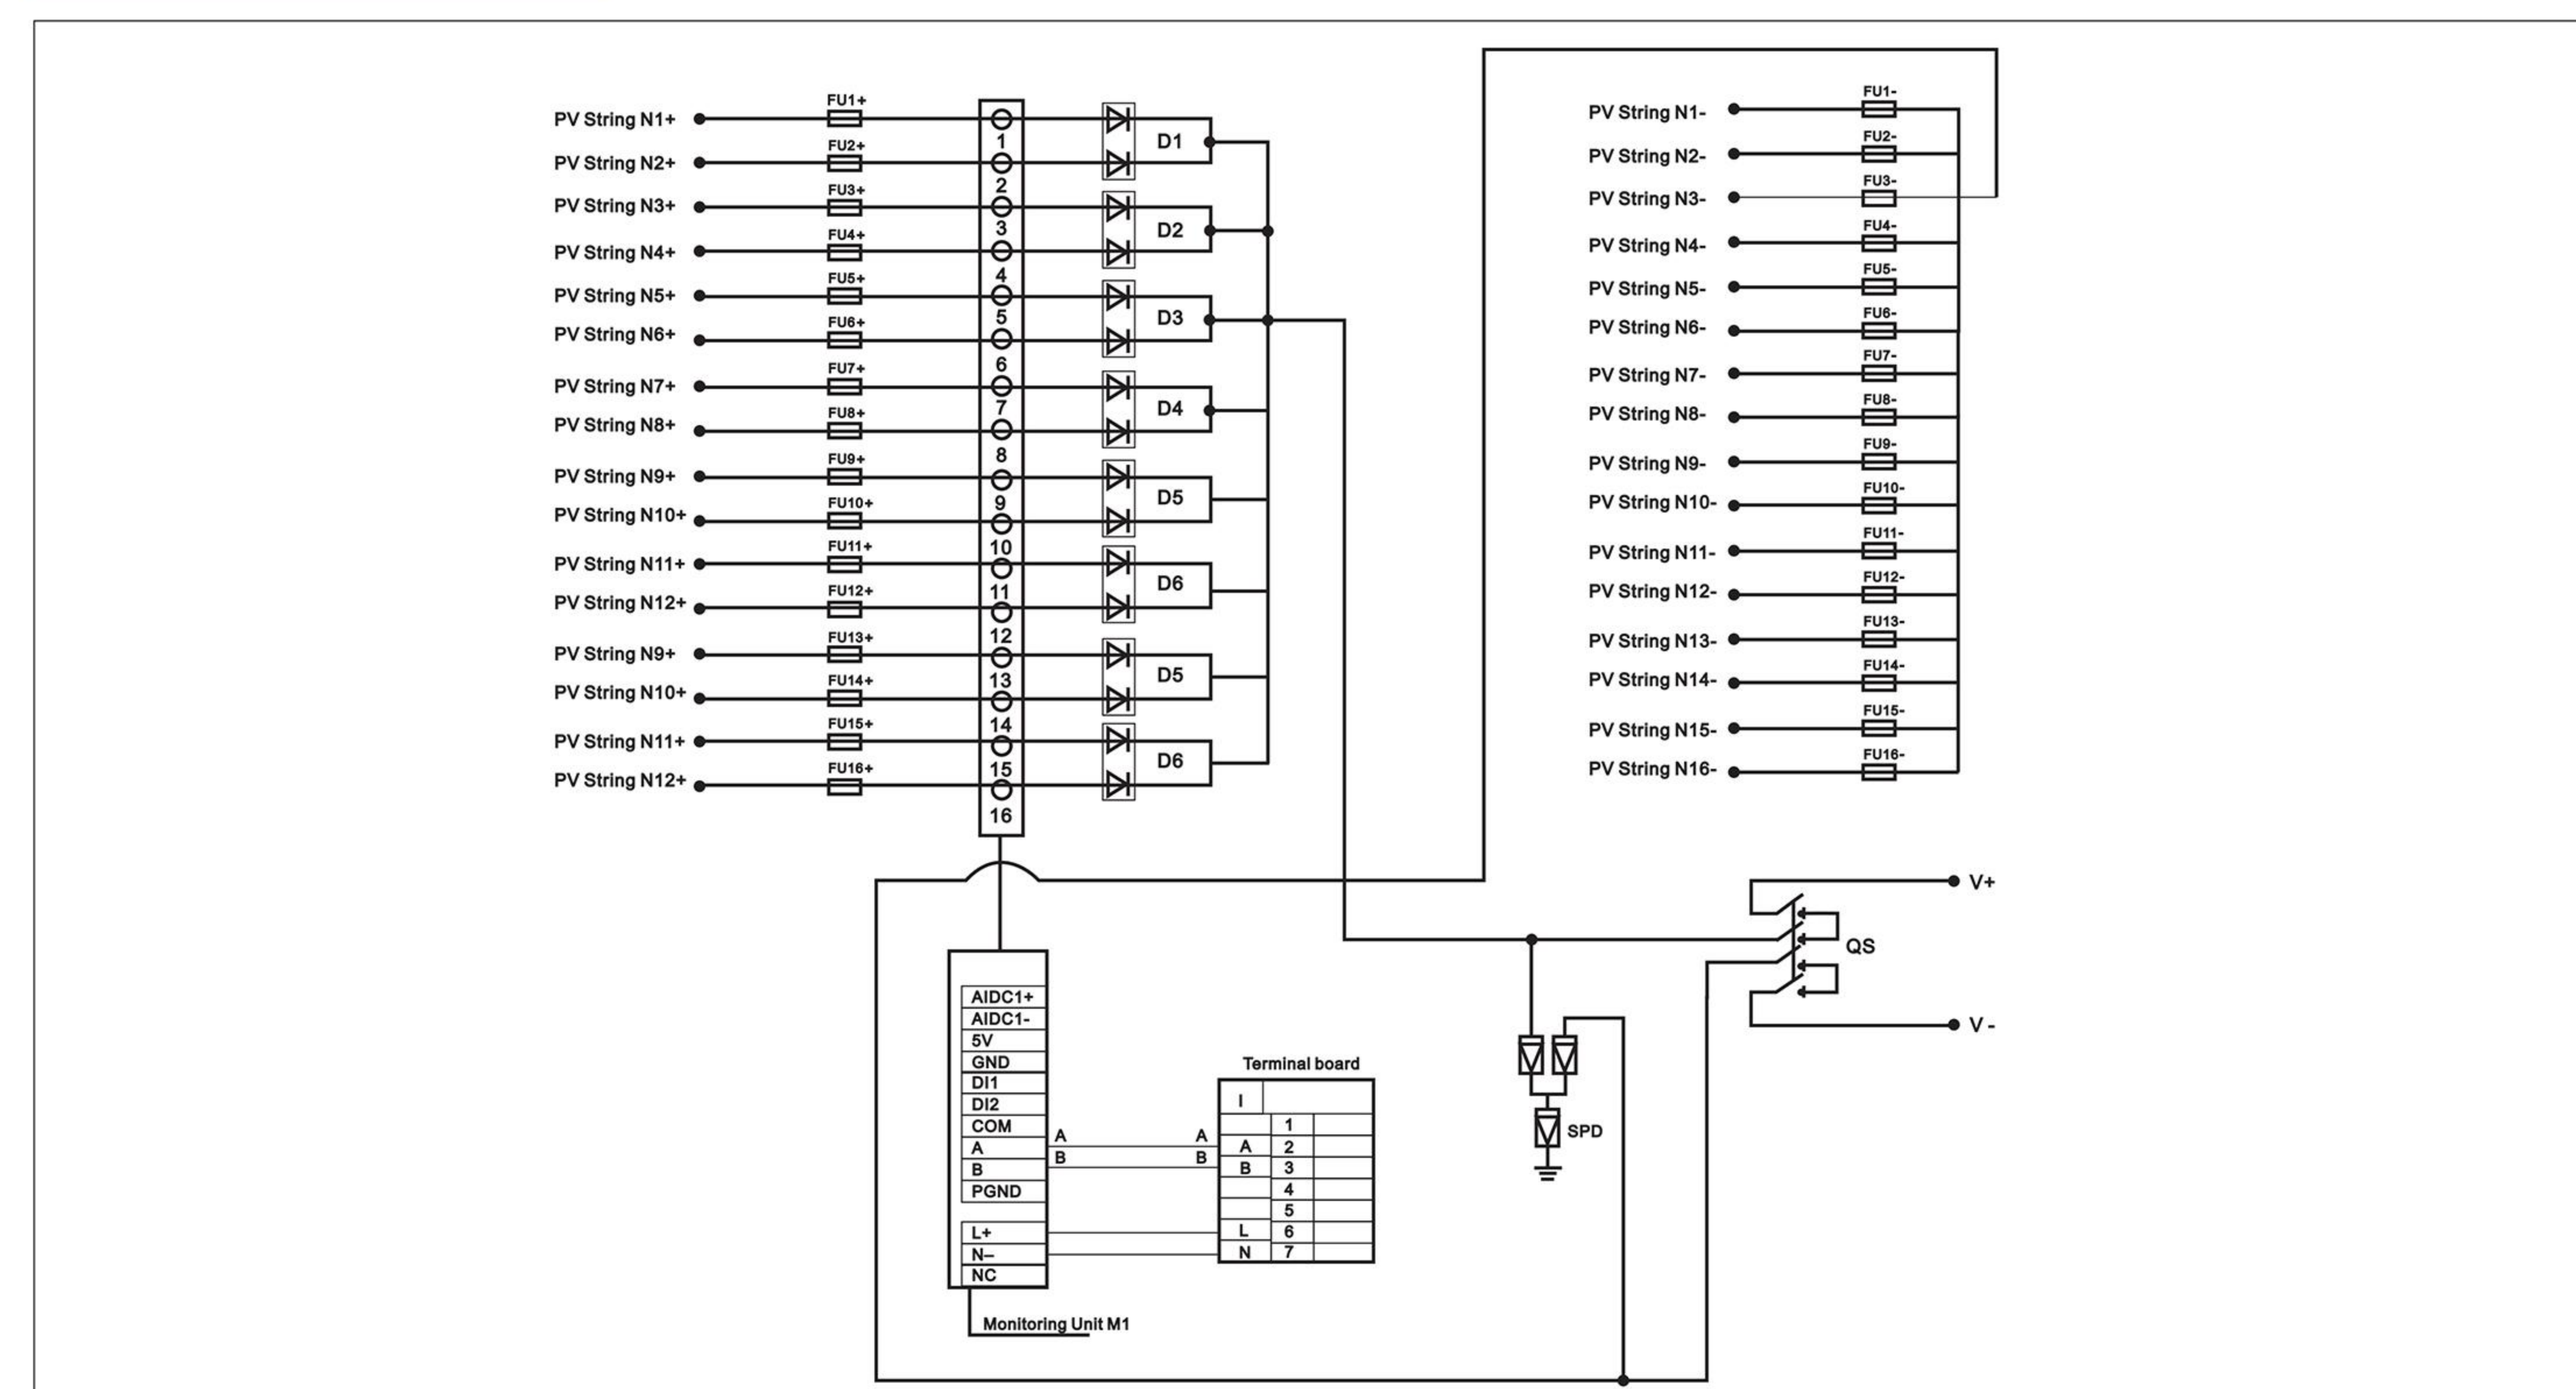 PV String N1+ FU1+
1
PV String N2+ FU2+
D1
2
PV String N3+ FU3+
3
PV String N4+ FU4+
D2
4
PV String N5+ FU5+
5
PV String N6+ FU6+
D3
6
PV String N7+ FU7+
7
PV String N8+ FU8+
D4
8
PV String N9+ FU9+
9
PV String N10+ FU10+
D5
10
PV String N11+ FU11+
11
PV String N12+ FU12+
D6
12
PV String N9+ FU13+
13
PV String N10+ FU14+
D5
14
PV String N11+ FU15+
15
PV String N12+ FU16+
D6
16
PV String N1- FU1-
PV String N2- FU2-
PV String N3- FU3-
PV String N4- FU4-
PV String N5- FU5-
PV String N6- FU6-
PV String N7- FU7-
PV String N8- FU8-
PV String N9- FU9-
PV String N10- FU10-
PV String N11- FU11-
PV String N12- FU12-
PV String N13- FU13-
PV String N14- FU14-
PV String N15- FU15-
PV String N16- FU16-
V+
QS
V -
AIDC1+
AIDC1-
5V
GND
DI1
DI2
COM
A
B
PGND
L+
N–
NC
A A
B B
Monitoring Unit M1
Terminal board
I
1
A 2
B 3
4
5
L 6
N 7
SPD